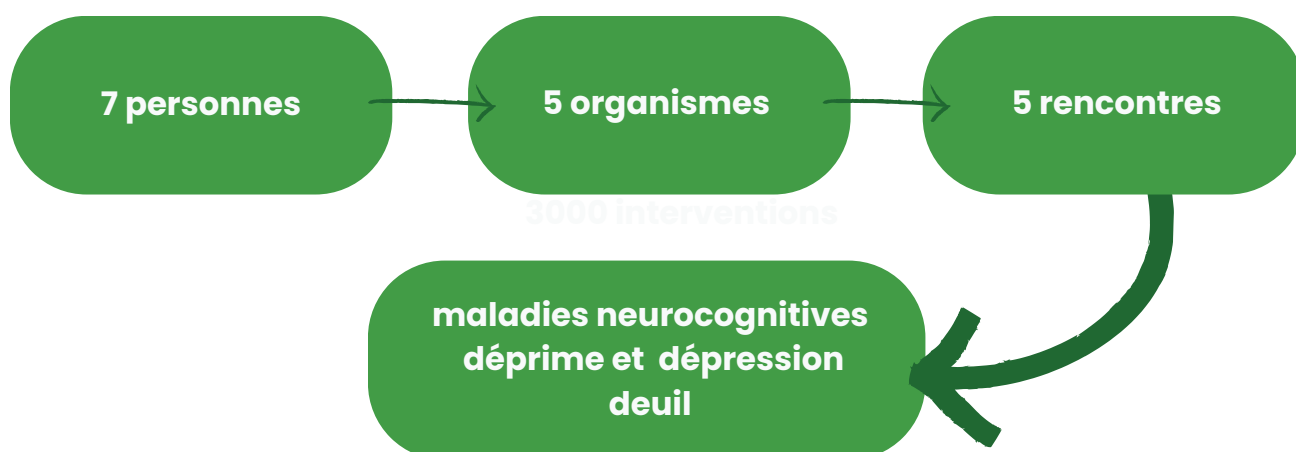 7 personnes
5 organismes
5 rencontres
3000 interventions
maladies neurocognitives
déprime et  dépression
deuil